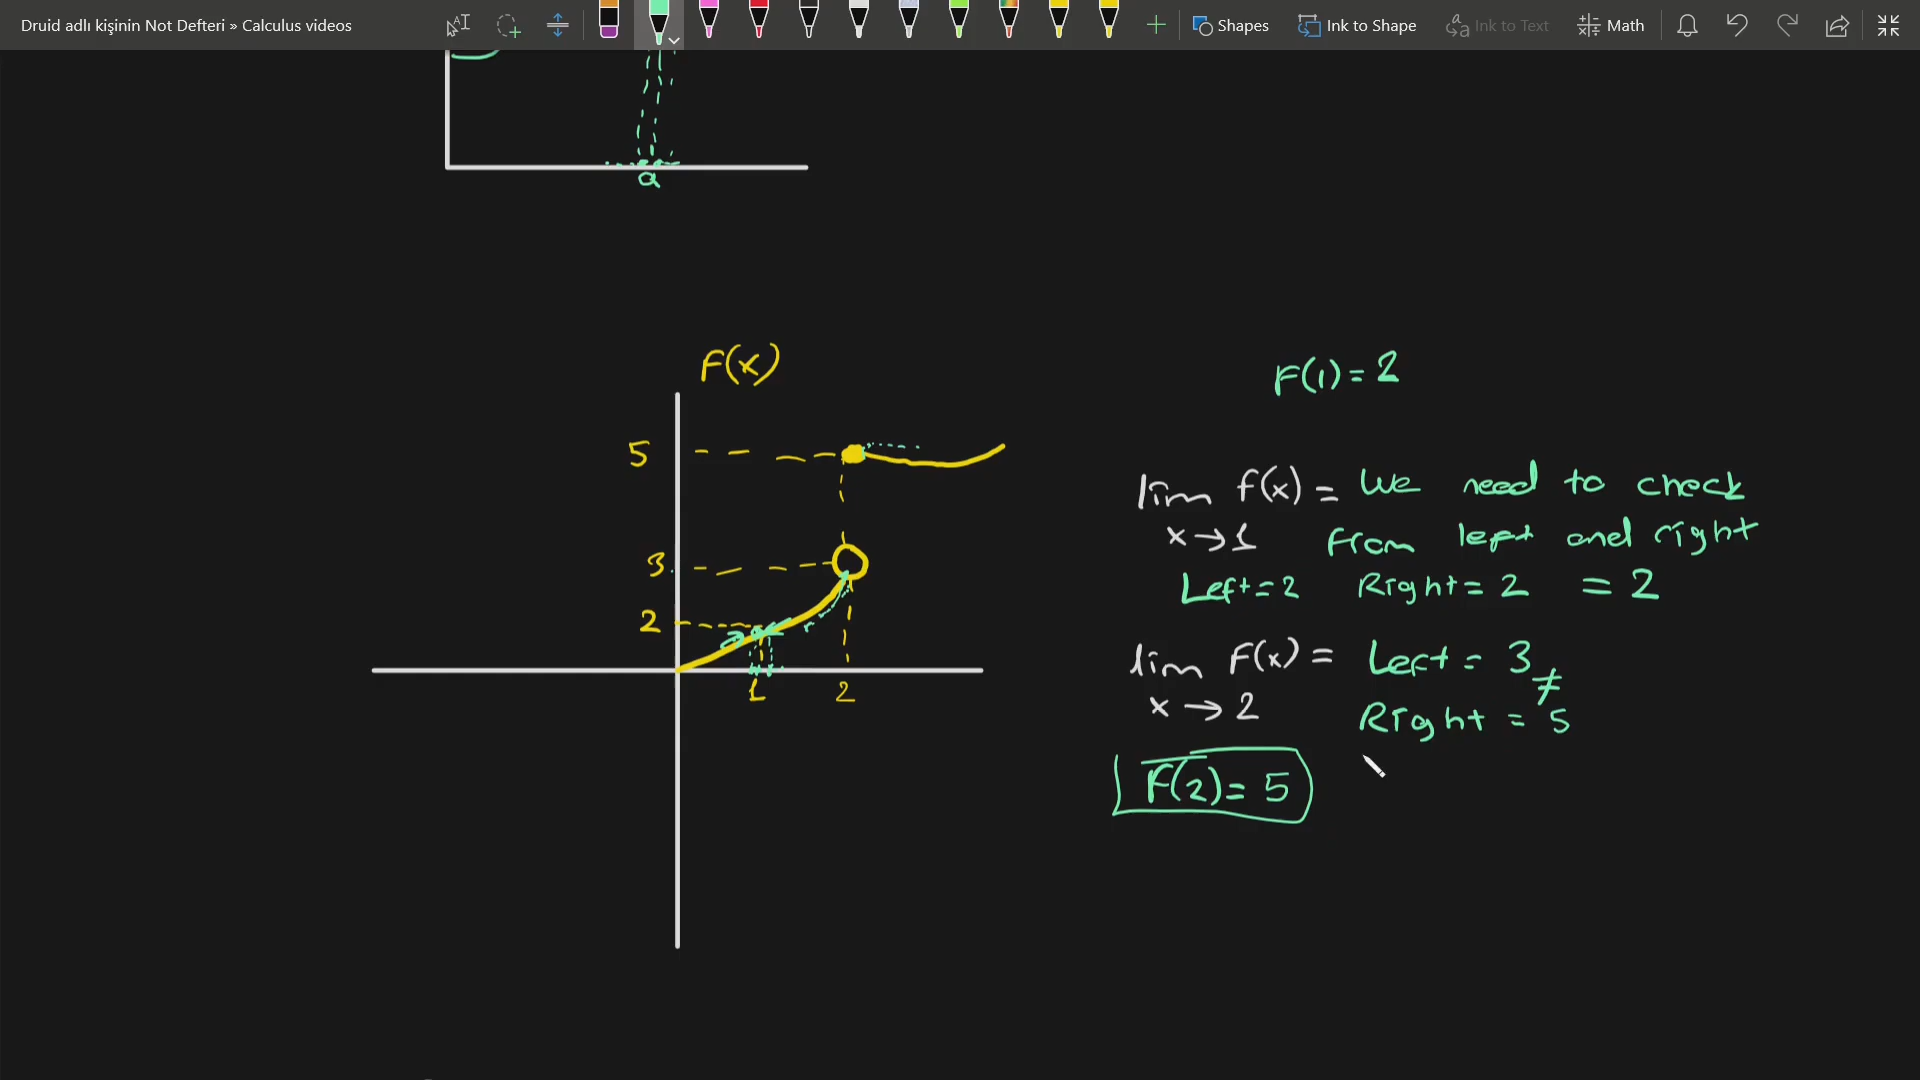 Druid adlı kişinin Not Defteri » Calculus videos
Shapes
Ink to Shape
Ink to Text
Math
a
F(x)
5
3
2
1 2
F(1) = 2
lim f(x) = We need to check
x → 1 from left and right
Left = 2 Right = 2 = 2
lim F(x) = Left = 3
≠
x → 2 Right = 5
F(2) = 5